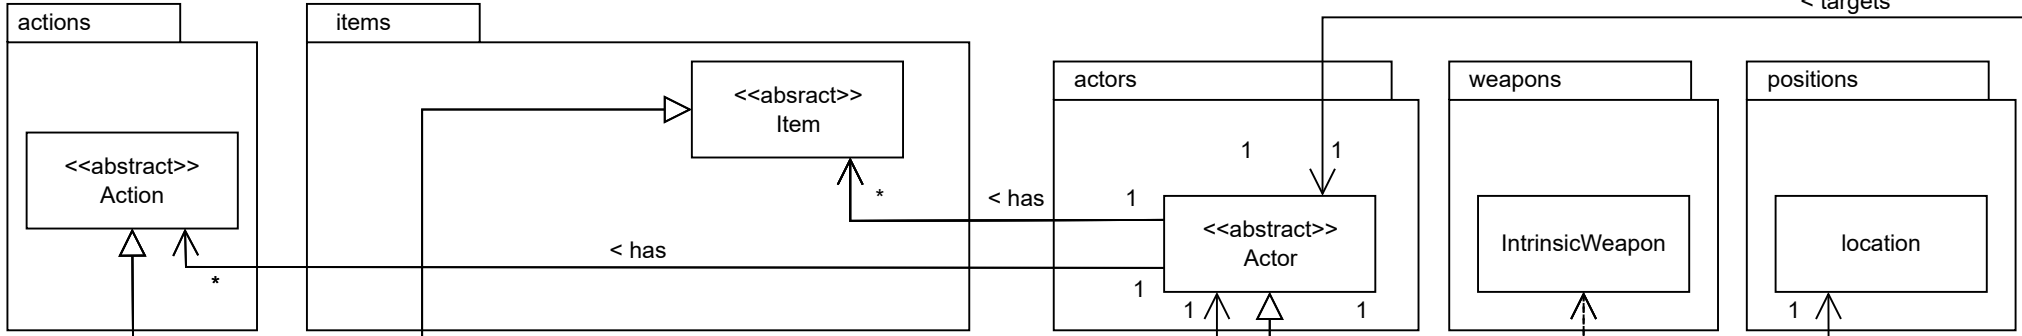 < targets
actions
items
actors
weapons
positions
<<absract>>
Item
<<abstract>>
Action
1
1
*
< has
1
<<abstract>>
Actor
IntrinsicWeapon
location
< has
*
1
1
1
1